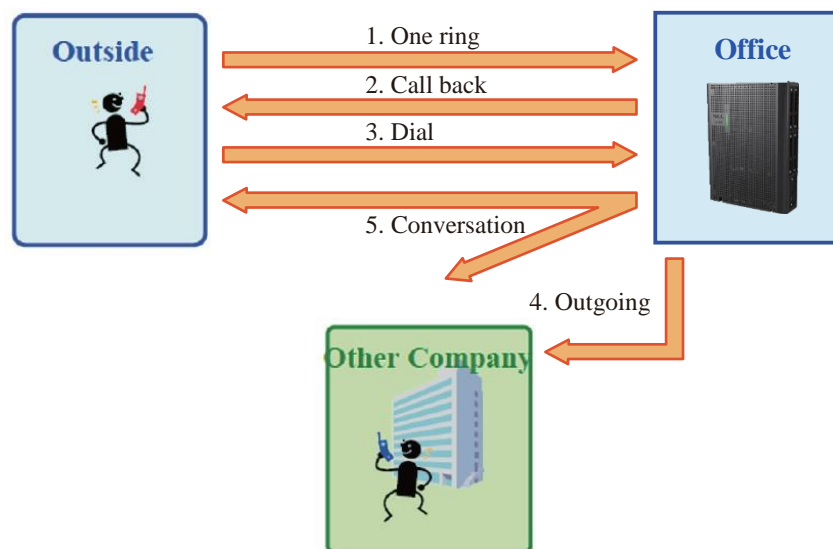 Outside
1. One ring
Office
2. Call back
3. Dial
5. Conversation
4. Outgoing
Other Company